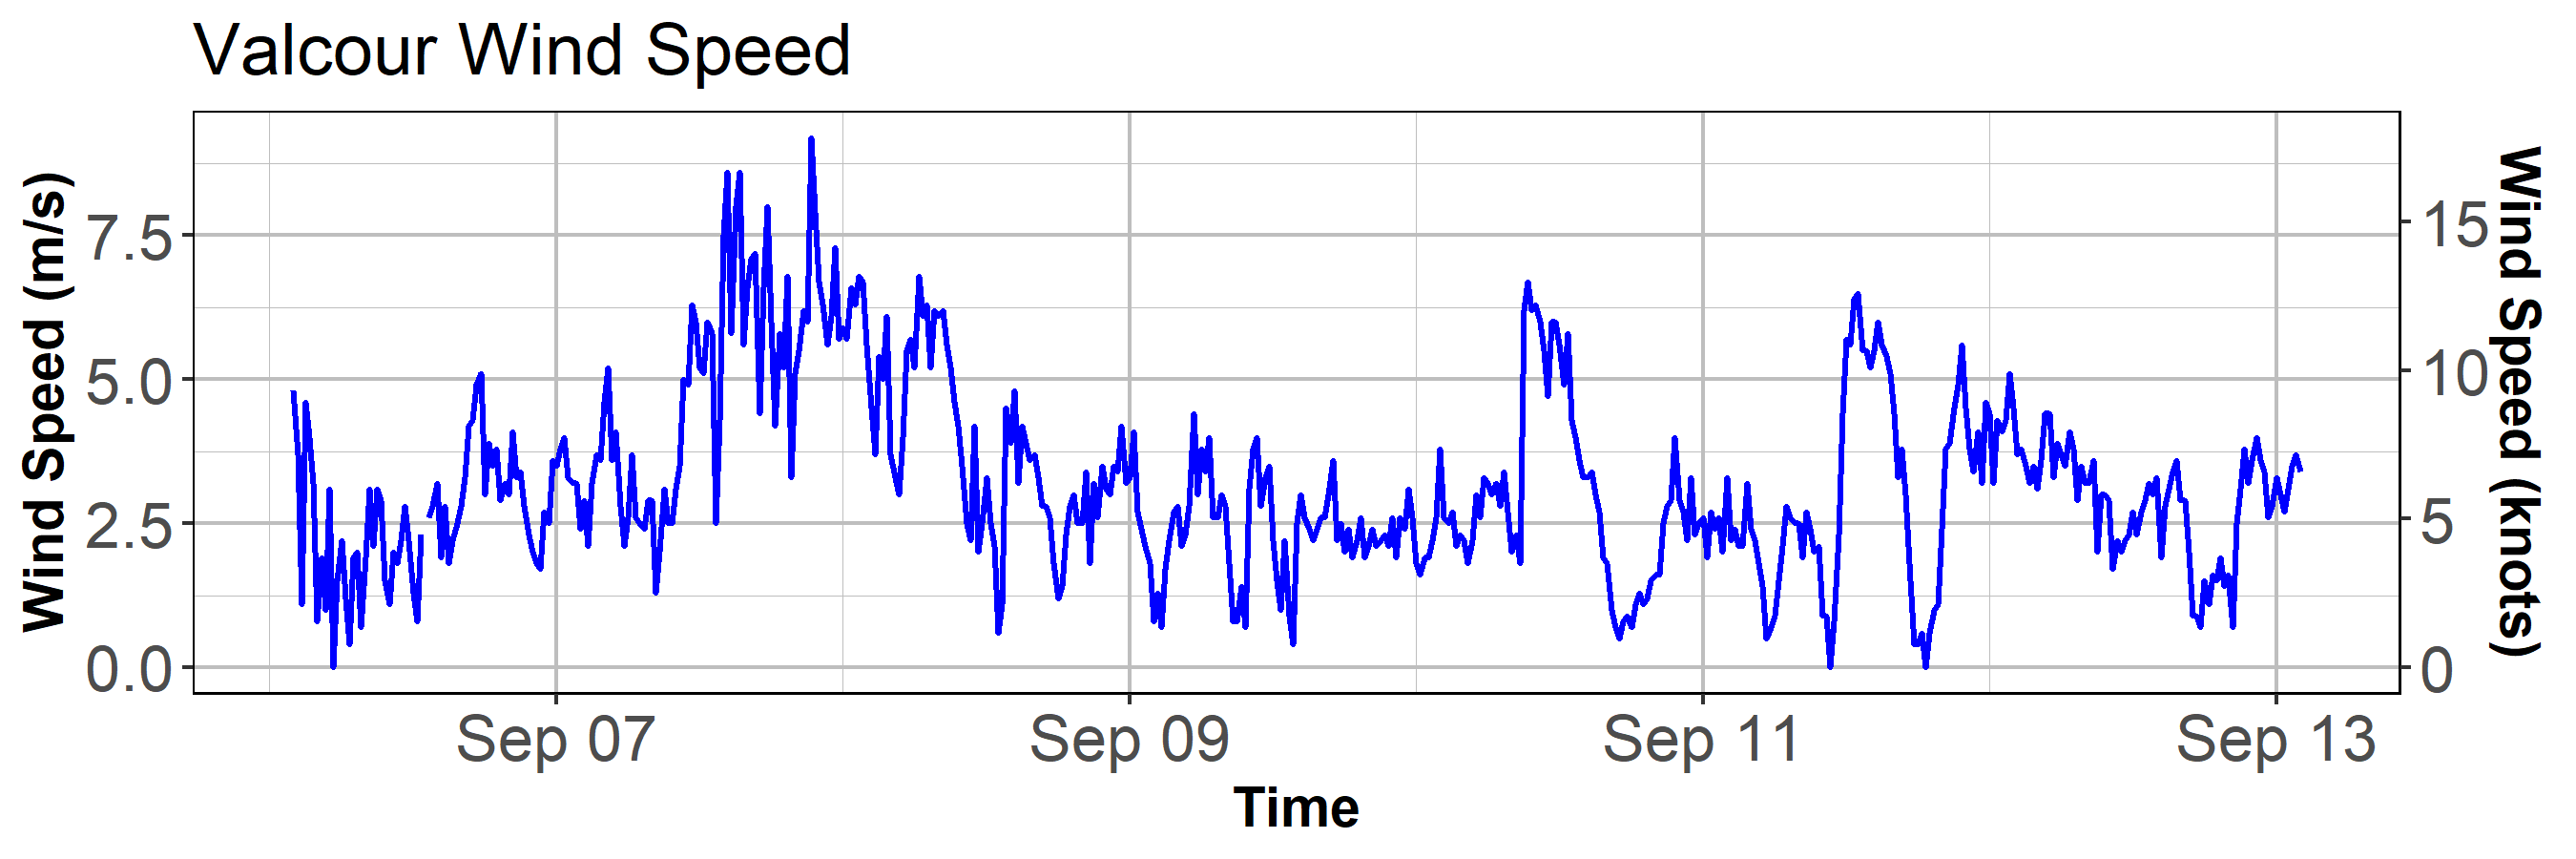 Valcour Wind Speed
Wind Speed (m/s)
7.5
5.0
2.5
0.0
15
10
5
0
Wind Speed (knots)
Sep 07
Sep 09
Sep 11
Sep 13
Time